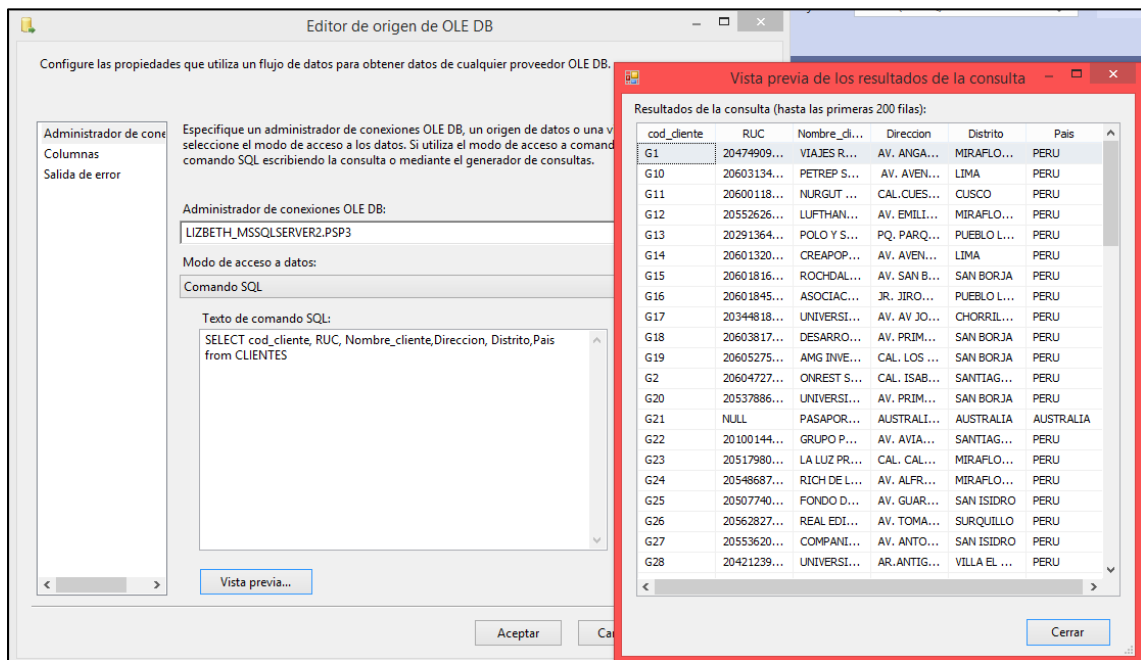 Editor de origen de OLE DB
Configure las propiedades que utiliza un flujo de datos para obtener datos de cualquier proveedor OLE DB.
Administrador de cone
Columnas
Salida de error
Especifique un administrador de conexiones OLE DB, un origen de datos o una v
seleccione el modo de acceso a los datos. Si utiliza el modo de acceso a comand
comando SQL escribiendo la consulta o mediante el generador de consultas.
Administrador de conexiones OLE DB:
LIZBETH_MSSQLSERVER2.PSP3
Modo de acceso a datos:
Comando SQL
Texto de comando SQL:
SELECT cod_cliente, RUC, Nombre_cliente,Direccion, Distrito,Pais
from CLIENTES
Vista previa...
Aceptar Ca
Vista previa de los resultados de la consulta
Resultados de la consulta (hasta las primeras 200 filas):
cod_cliente RUC Nombre_cli... Direccion Distrito Pais
G1 20474909... VIAJES R... AV. ANGA... MIRAFLO... PERU
G10 20603134... PETREP S... AV. AVEN... LIMA PERU
G11 20600118... NURGUT ... CAL.CUES... CUSCO PERU
G12 20552626... LUFTHAN... AV. EMILI... MIRAFLO... PERU
G13 20291364... POLO Y S... PQ. PARQ... PUEBLO L... PERU
G14 20601320... CREAPOP... AV. AVEN... LIMA PERU
G15 20601816... ROCHDAL... AV. SAN B... SAN BORJA PERU
G16 20601845... ASOCIAC... JR. JIRO... PUEBLO L... PERU
G17 20344818... UNIVERSI... AV. AV JO... CHORRIL... PERU
G18 20603817... DESARRO... AV. PRIM... SAN BORJA PERU
G19 20605275... AMG INVE... CAL. LOS ... SAN BORJA PERU
G2 20604727... ONREST S... CAL. ISAB... SANTIAG... PERU
G20 20537886... UNIVERSI... AV. PRIM... SAN BORJA PERU
G21 NULL PASAPOR... AUSTRALI... AUSTRALIA AUSTRALIA
G22 20100144... GRUPO P... AV. AVIA... SANTIAG... PERU
G23 20517980... LA LUZ PR... CAL. CAL... MIRAFLO... PERU
G24 20548687... RICH DE L... AV. ALFR... MIRAFLO... PERU
G25 20507740... FONDO D... AV. GUAR... SAN ISIDRO PERU
G26 20562827... REAL EDI... AV. TOMA... SURQUILLO PERU
G27 20553620... COMPANI... AV. ANTO... SAN ISIDRO PERU
G28 20421239... UNIVERSI... AR.ANTIG... VILLA EL ... PERU
Cerrar